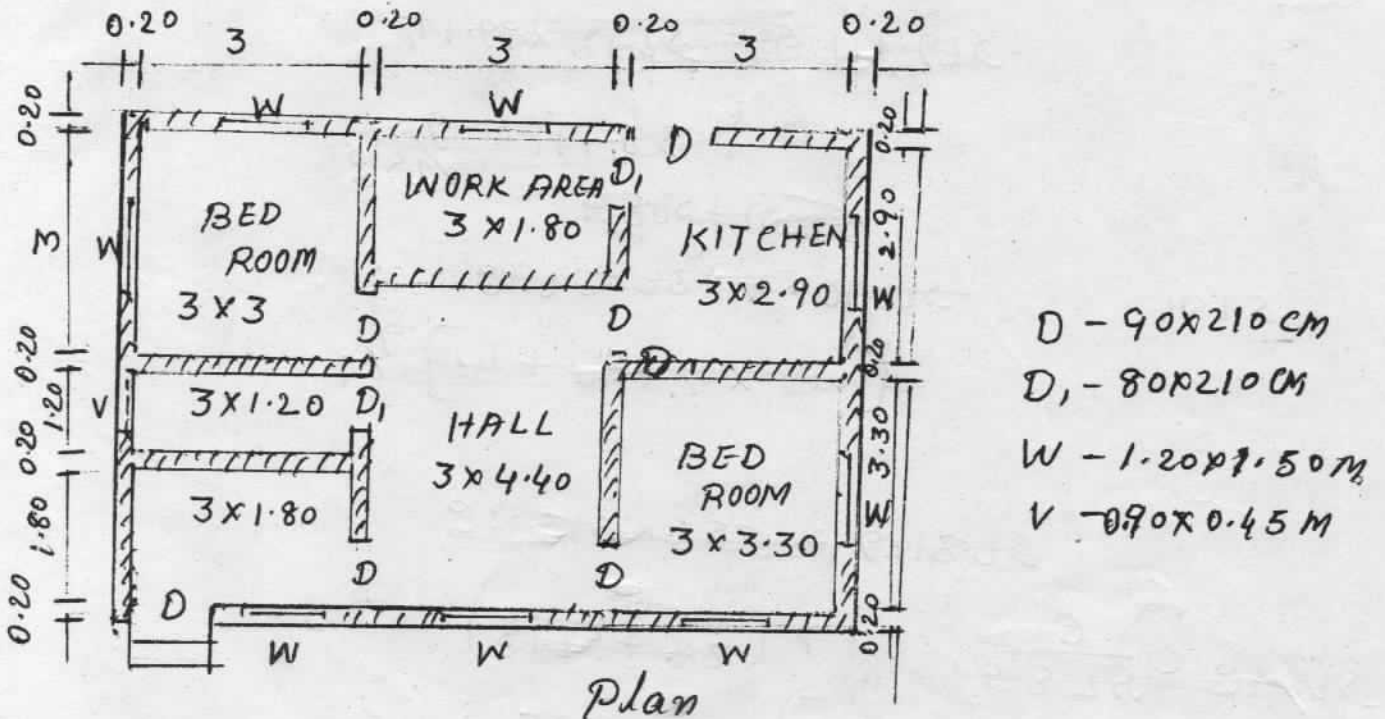 0.20 0.20 0.20 0.20
3 3 3
0.20 W W 0.20
D
WORK AREA D1
3 x 1.80
BED
ROOM
3 x 3
KITCHEN
3 x 2.90
3 W 2.90
W
D D
0.20 D 0.20
3 x 1.20 D1
1.20 V
HALL
3 x 4.40
BED
ROOM
3 x 3.30
0.20
3.30
W
3 x 1.80
1.80
D D
0.20 D 0.20
W W W
Plan
D - 90 x 210 CM
D1 - 80 x 210 CM
W - 1.20 x 1.50 M
V - 0.90 x 0.45 M